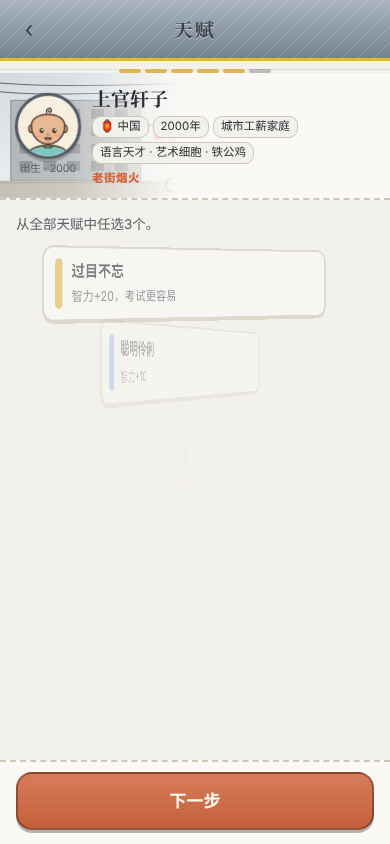 天赋
上官轩子
中国
2000年
城市工薪家庭
出生 · 2000
语言天才 · 艺术细胞 · 铁公鸡
老街烟火
从全部天赋中任选3个。
过目不忘
智力+20，考试更容易
聪明伶俐
智力+10
下一步